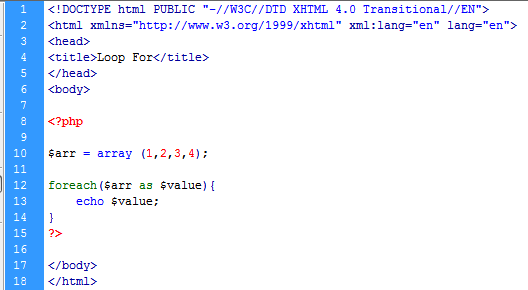 1 <!DOCTYPE html PUBLIC "-//W3C//DTD XHTML 4.0 Transitional//EN">
2 <html xmlns="http://www.w3.org/1999/xhtml" xml:lang="en" lang="en">
3 <head>
4 <title>Loop For</title>
5 </head>
6 <body>
7
8 <?php
9
10 $arr = array (1,2,3,4);
11
12 foreach($arr as $value){
13     echo $value;
14 }
15 ?>
16
17 </body>
18 </html>